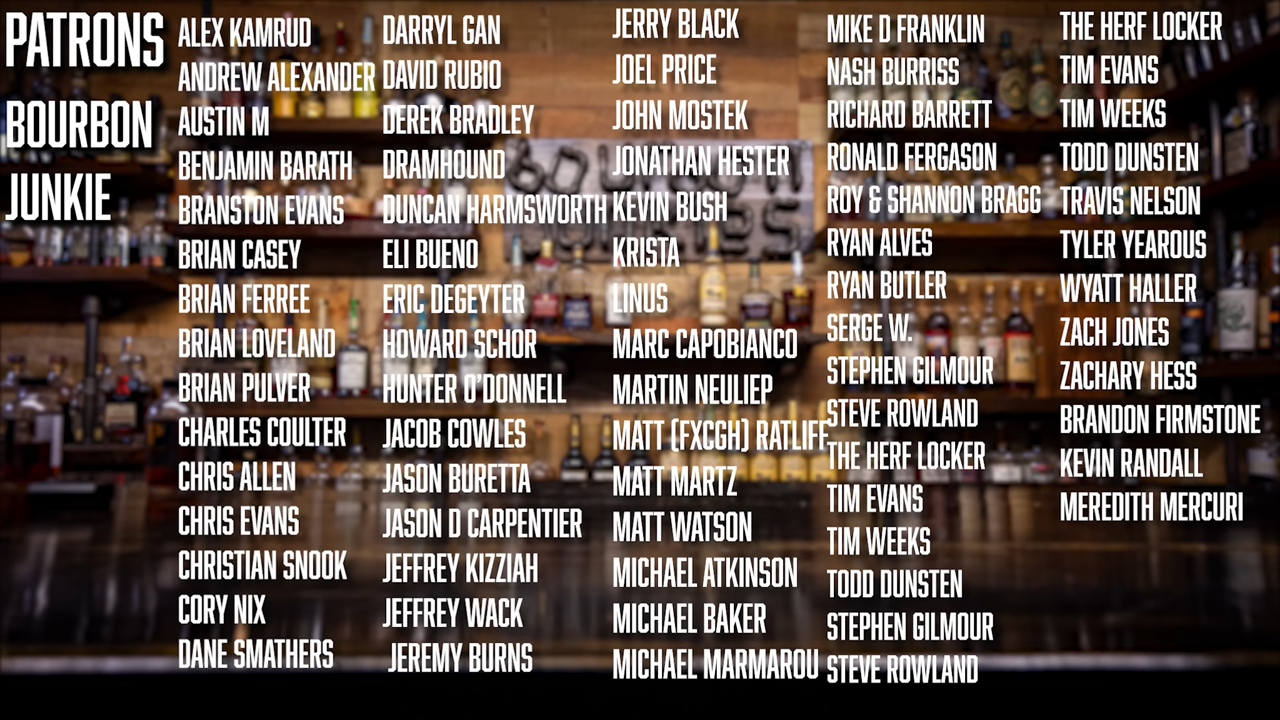 PATRONS
BOURBON
JUNKIE
ALEX KAMRUD
ANDREW ALEXANDER
AUSTIN M
BENJAMIN BARATH
BRANSTON EVANS
BRIAN CASEY
BRIAN FERREE
BRIAN LOVELAND
BRIAN PULVER
CHARLES COULTER
CHRIS ALLEN
CHRIS EVANS
CHRISTIAN SNOOK
CORY NIX
DANE SMATHERS
DARRYL GAN
DAVID RUBIO
DEREK BRADLEY
DRAMHOUND
DUNCAN HARMSWORTH
ELI BUENO
ERIC DEGEYTER
HOWARD SCHOR
HUNTER O'DONNELL
JACOB COWLES
JASON BURETTA
JASON D CARPENTIER
JEFFREY KIZZIAH
JEFFREY WACK
JEREMY BURNS
JERRY BLACK
JOEL PRICE
JOHN MOSTEK
JONATHAN HESTER
KEVIN BUSH
KRISTA
LINUS
MARC CAPOBIANCO
MARTIN NEULIEP
MATT (FXCGH) RATLIFF
MATT MARTZ
MATT WATSON
MICHAEL ATKINSON
MICHAEL BAKER
MICHAEL MARMAROU
MIKE D FRANKLIN
NASH BURRISS
RICHARD BARRETT
RONALD FERGASON
ROY & SHANNON BRAGG
RYAN ALVES
RYAN BUTLER
SERGE W.
STEPHEN GILMOUR
STEVE ROWLAND
THE HERF LOCKER
TIM EVANS
TIM WEEKS
TODD DUNSTEN
STEPHEN GILMOUR
STEVE ROWLAND
THE HERF LOCKER
TIM EVANS
TIM WEEKS
TODD DUNSTEN
TRAVIS NELSON
TYLER YEAROUS
WYATT HALLER
ZACH JONES
ZACHARY HESS
BRANDON FIRMSTONE
KEVIN RANDALL
MEREDITH MERCURI